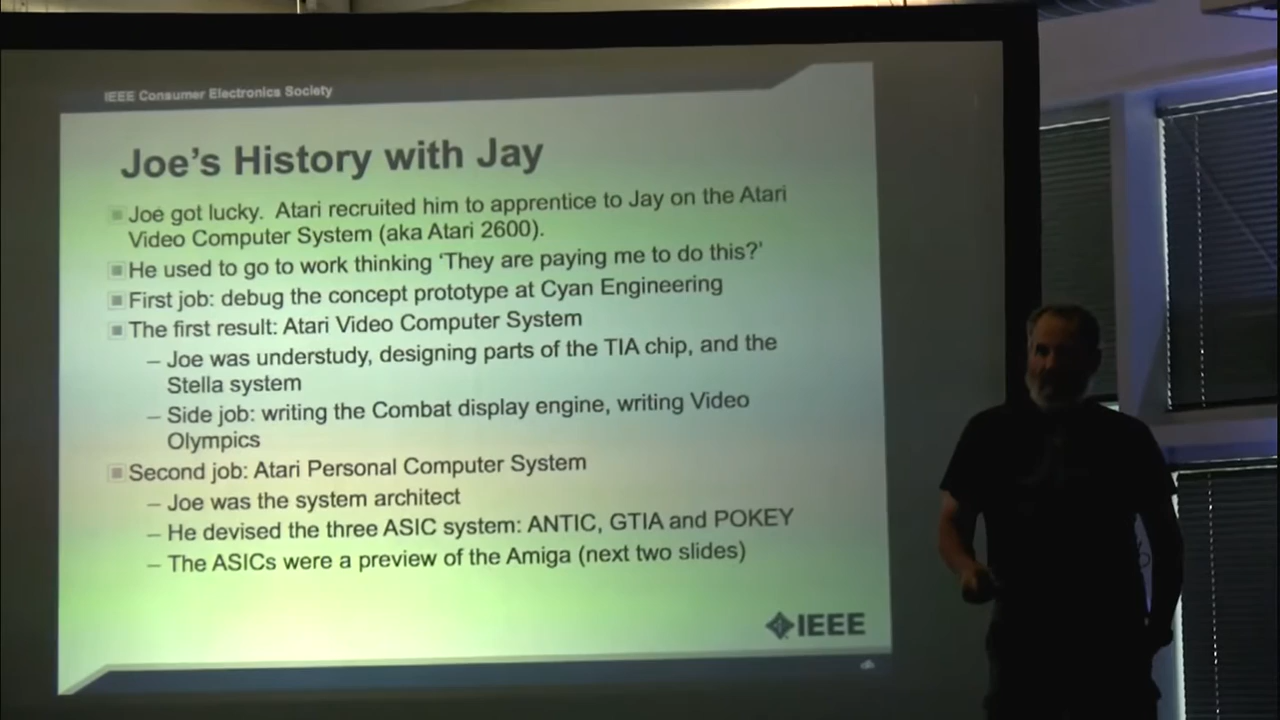 IEEE Consumer Electronics Society
Joe's History with Jay
Joe got lucky. Atari recruited him to apprentice to Jay on the Atari
Video Computer System (aka Atari 2600).
He used to go to work thinking 'They are paying me to do this?'
First job: debug the concept prototype at Cyan Engineering
The first result: Atari Video Computer System
– Joe was understudy, designing parts of the TIA chip, and the
Stella system
– Side job: writing the Combat display engine, writing Video
Olympics
Second job: Atari Personal Computer System
– Joe was the system architect
– He devised the three ASIC system: ANTIC, GTIA and POKEY
– The ASICs were a preview of the Amiga (next two slides)
IEEE